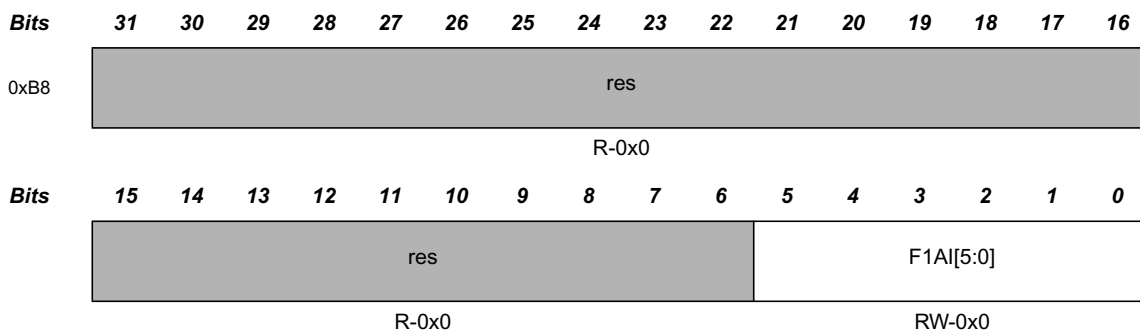 Bits 31 30 29 28 27 26 25 24 23 22 21 20 19 18 17 16
0xB8 res
R-0x0
Bits 15 14 13 12 11 10 9 8 7 6 5 4 3 2 1 0
res F1AI[5:0]
R-0x0 RW-0x0